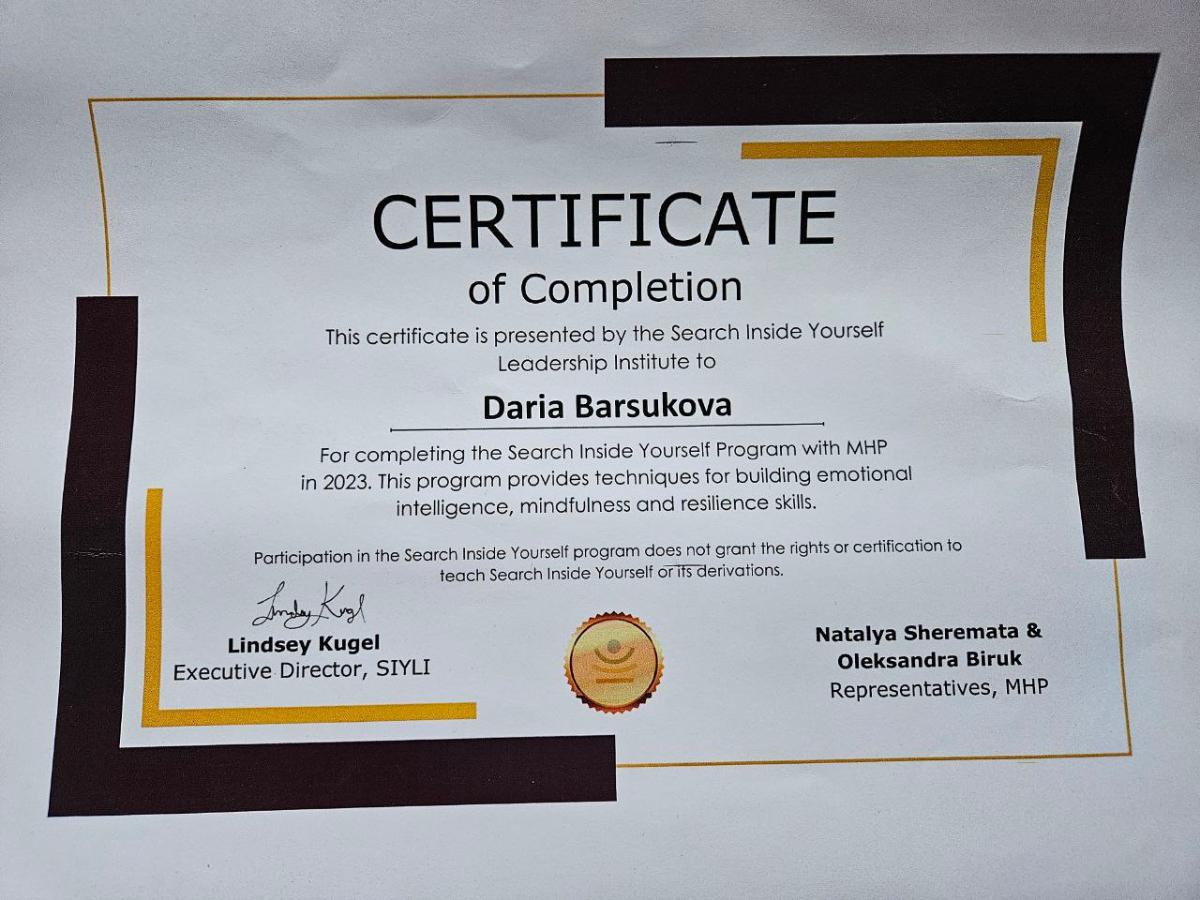 CERTIFICATE
of Completion
This certificate is presented by the Search Inside Yourself
Leadership Institute to
Daria Barsukova
For completing the Search Inside Yourself Program with MHP
in 2023. This program provides techniques for building emotional
intelligence, mindfulness and resilience skills.
Participation in the Search Inside Yourself program does not grant the rights or certification to
teach Search Inside Yourself or its derivations.
Lindsey Kugel
Lindsey Kugel
Executive Director, SIYLI
Natalya Sheremata &
Oleksandra Biruk
Representatives, MHP